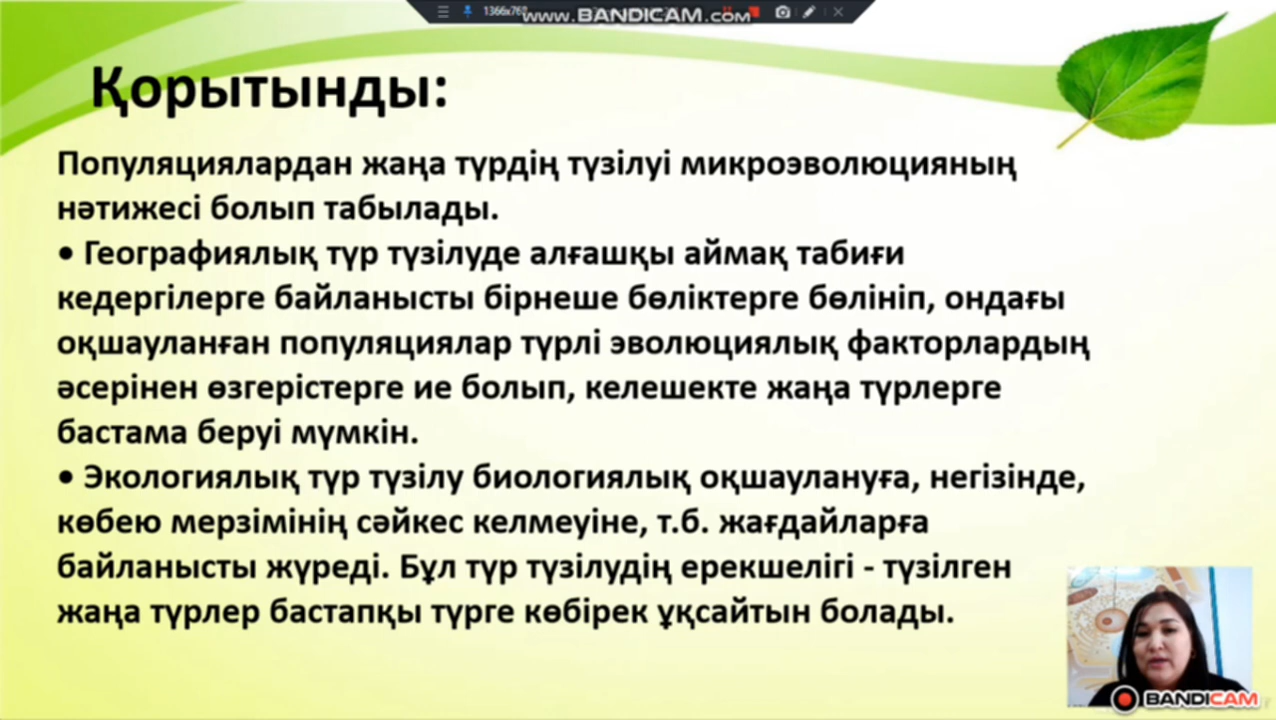 1366x768
www.BANDICAM.com
Қорытынды:
Популяциялардан жаңа түрдің түзілуі микроэволюцияның
нәтижесі болып табылады.
• Географиялық түр түзілуде алғашқы аймақ табиғи
кедергілерге байланысты бірнеше бөліктерге бөлініп, ондағы
оқшауланған популяциялар түрлі эволюциялық факторлардың
әсерінен өзгерістерге ие болып, келешекте жаңа түрлерге
бастама беруі мүмкін.
• Экологиялық түр түзілу биологиялық оқшаулануға, негізінде,
көбею мерзімінің сәйкес келмеуіне, т.б. жағдайларға
байланысты жүреді. Бұл түр түзілудің ерекшелігі - түзілген
жаңа түрлер бастапқы түрге көбірек ұқсайтын болады.
BANDICAM